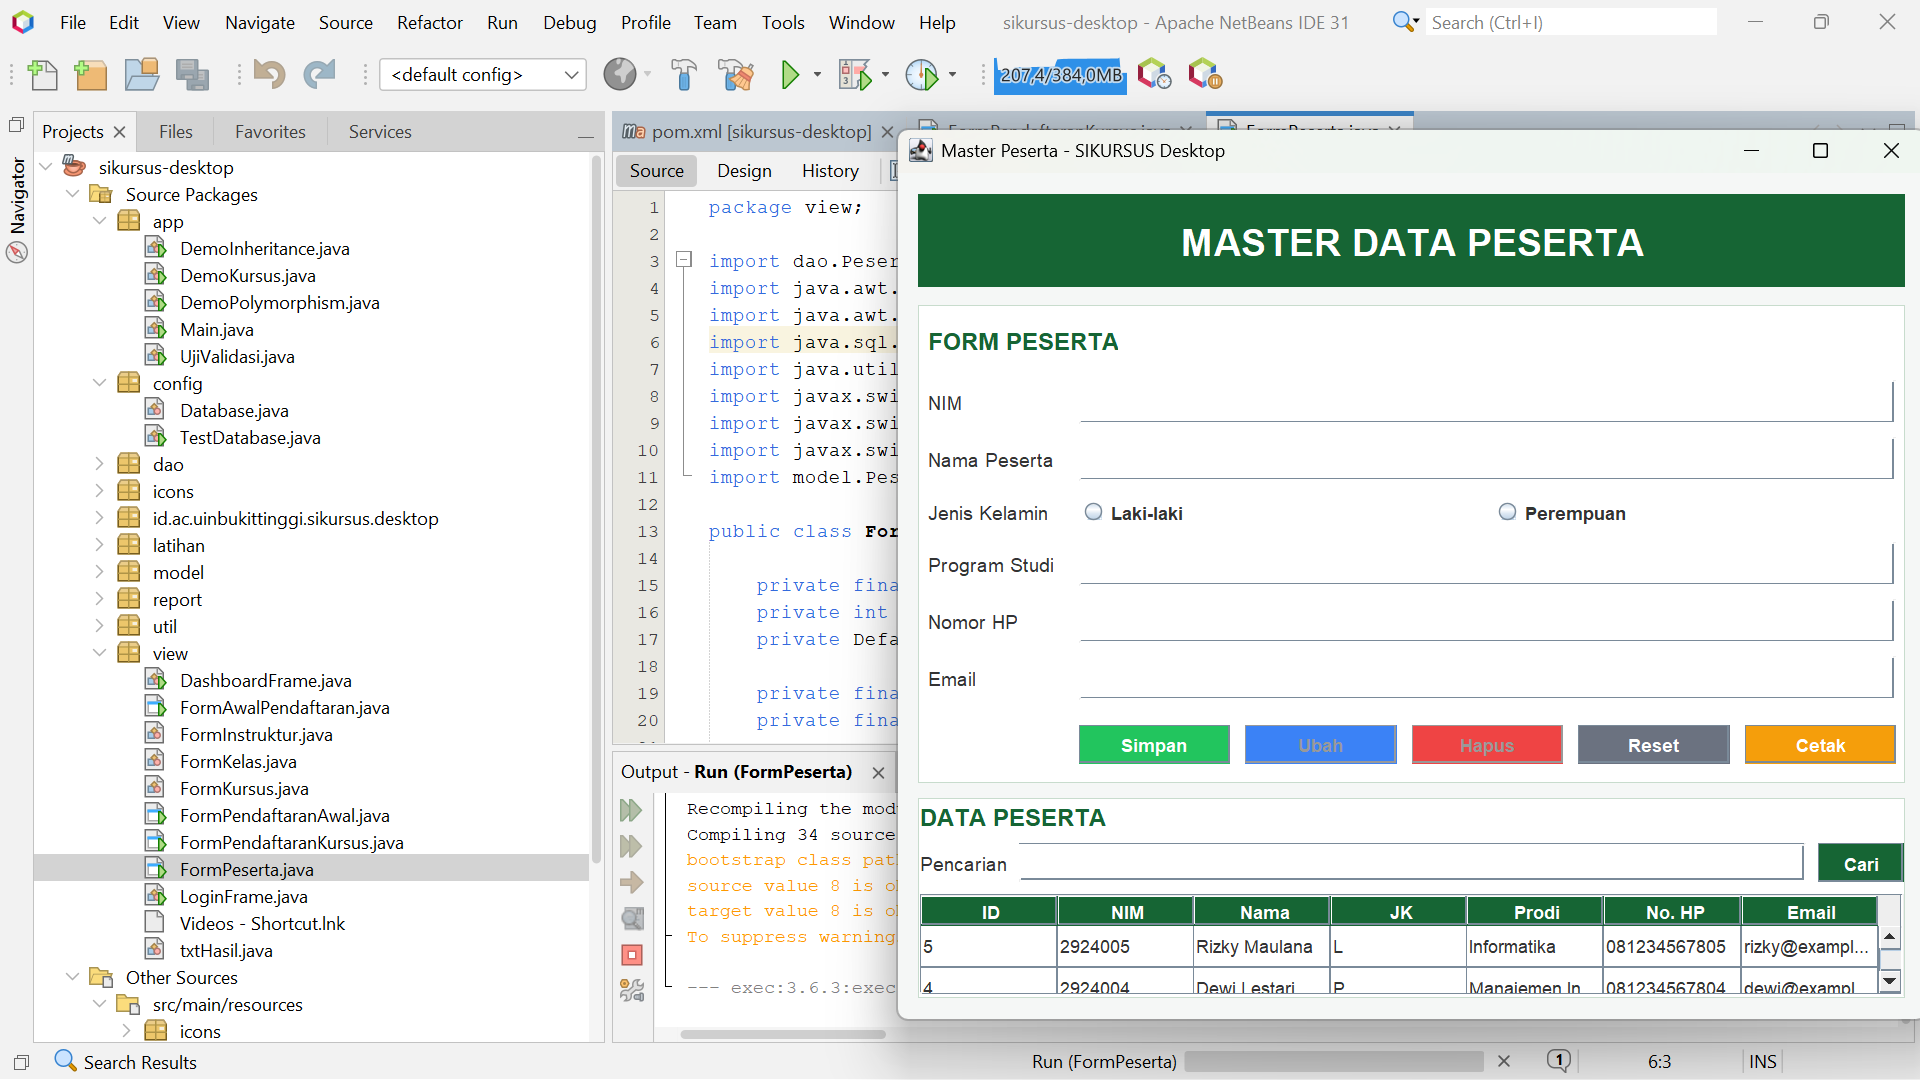 File Edit View Navigate Source Refactor Run Debug Profile Team Tools Window Help sikursus-desktop - Apache NetBeans IDE 31 Search (Ctrl+I)
<default config> 207,4/384,0MB
Projects Files Favorites Services
Navigator
sikursus-desktop
Source Packages
app
DemoInheritance.java
DemoKursus.java
DemoPolymorphism.java
Main.java
UjiValidasi.java
config
Database.java
TestDatabase.java
dao
icons
id.ac.uinbukittinggi.sikursus.desktop
latihan
model
report
util
view
DashboardFrame.java
FormAwalPendaftaran.java
FormInstruktur.java
FormKelas.java
FormKursus.java
FormPendaftaranAwal.java
FormPendaftaranKursus.java
FormPeserta.java
LoginFrame.java
Videos - Shortcut.lnk
txtHasil.java
Other Sources
src/main/resources
icons
pom.xml [sikursus-desktop]
Source Design History
1 package view;
2
3 import dao.Peser
4 import java.awt.
5 import java.awt.
6 import java.sql.
7 import java.util
8 import javax.swi
9 import javax.swi
10 import javax.swi
11 import model.Pes
12
13 public class For
14
15 private fina
16 private int
17 private Defa
18
19 private fina
20 private fina
Output - Run (FormPeserta)
Recompiling the mod
Compiling 34 source
bootstrap class pat
source value 8 is o
target value 8 is o
To suppress warning
--- exec:3.6.3:exec
Master Peserta - SIKURSUS Desktop
MASTER DATA PESERTA
FORM PESERTA
NIM
Nama Peserta
Jenis Kelamin Laki-laki Perempuan
Program Studi
Nomor HP
Email
Simpan Ubah Hapus Reset Cetak
DATA PESERTA
Pencarian Cari
ID NIM Nama JK Prodi No. HP Email
5 2924005 Rizky Maulana L Informatika 081234567805 rizky@exampl...
4 2924004 Dewi Lestari P Manajemen In 081234567804 dewi@exampl
Search Results Run (FormPeserta) 1 6:3 INS